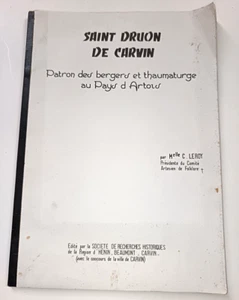 SAINT DRUON
DE CARVIN
Patron des bergers et thaumaturge
au Pays d'Artois
par Melle C. LEROY
Présidente du Comité
Artésien de Folklore
Edité par la SOCIETE DE RECHERCHES HISTORIQUES
de la Région d'HENIN, BEAUMONT, CARVIN.
(avec le concours de la ville de CARVIN)